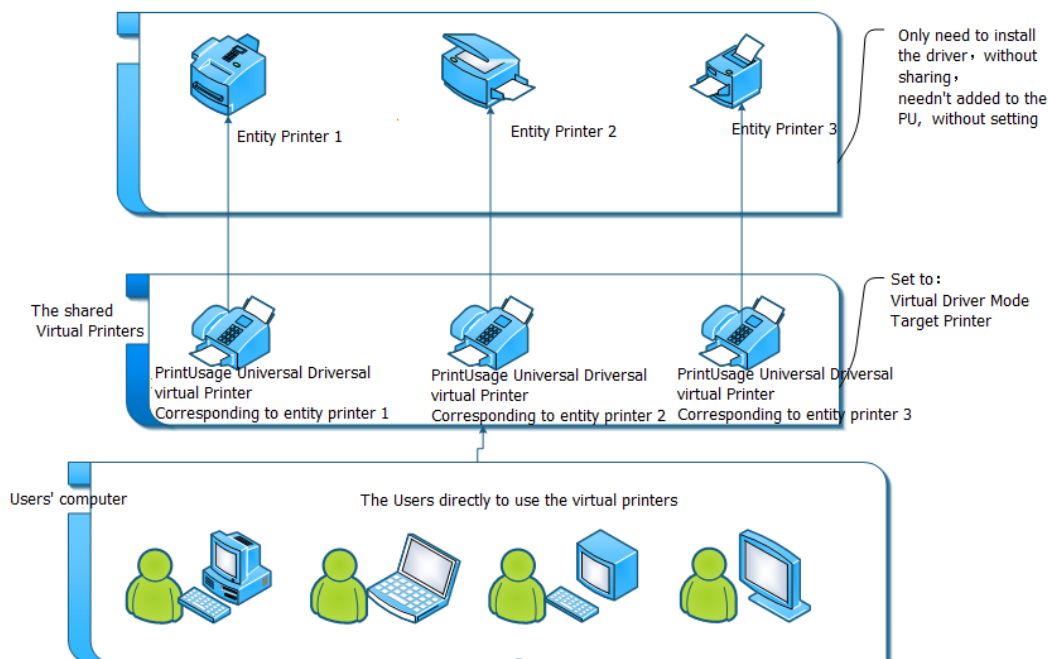 Only need to install
the driver，without
sharing，
needn't added to the
PU,  without setting
Entity Printer 1
Entity Printer 2
Entity Printer 3
The shared
Virtual Printers
Set to：
Virtual Driver Mode
Target Printer
PrintUsage Universal Driversal
virtual Printer
Corresponding to entity printer 1
PrintUsage Universal Driversal
virtual Printer
Corresponding to entity printer 2
PrintUsage Universal Driversal
virtual Printer
Corresponding to entity printer 3
Users' computer
The Users directly to use the virtual printers